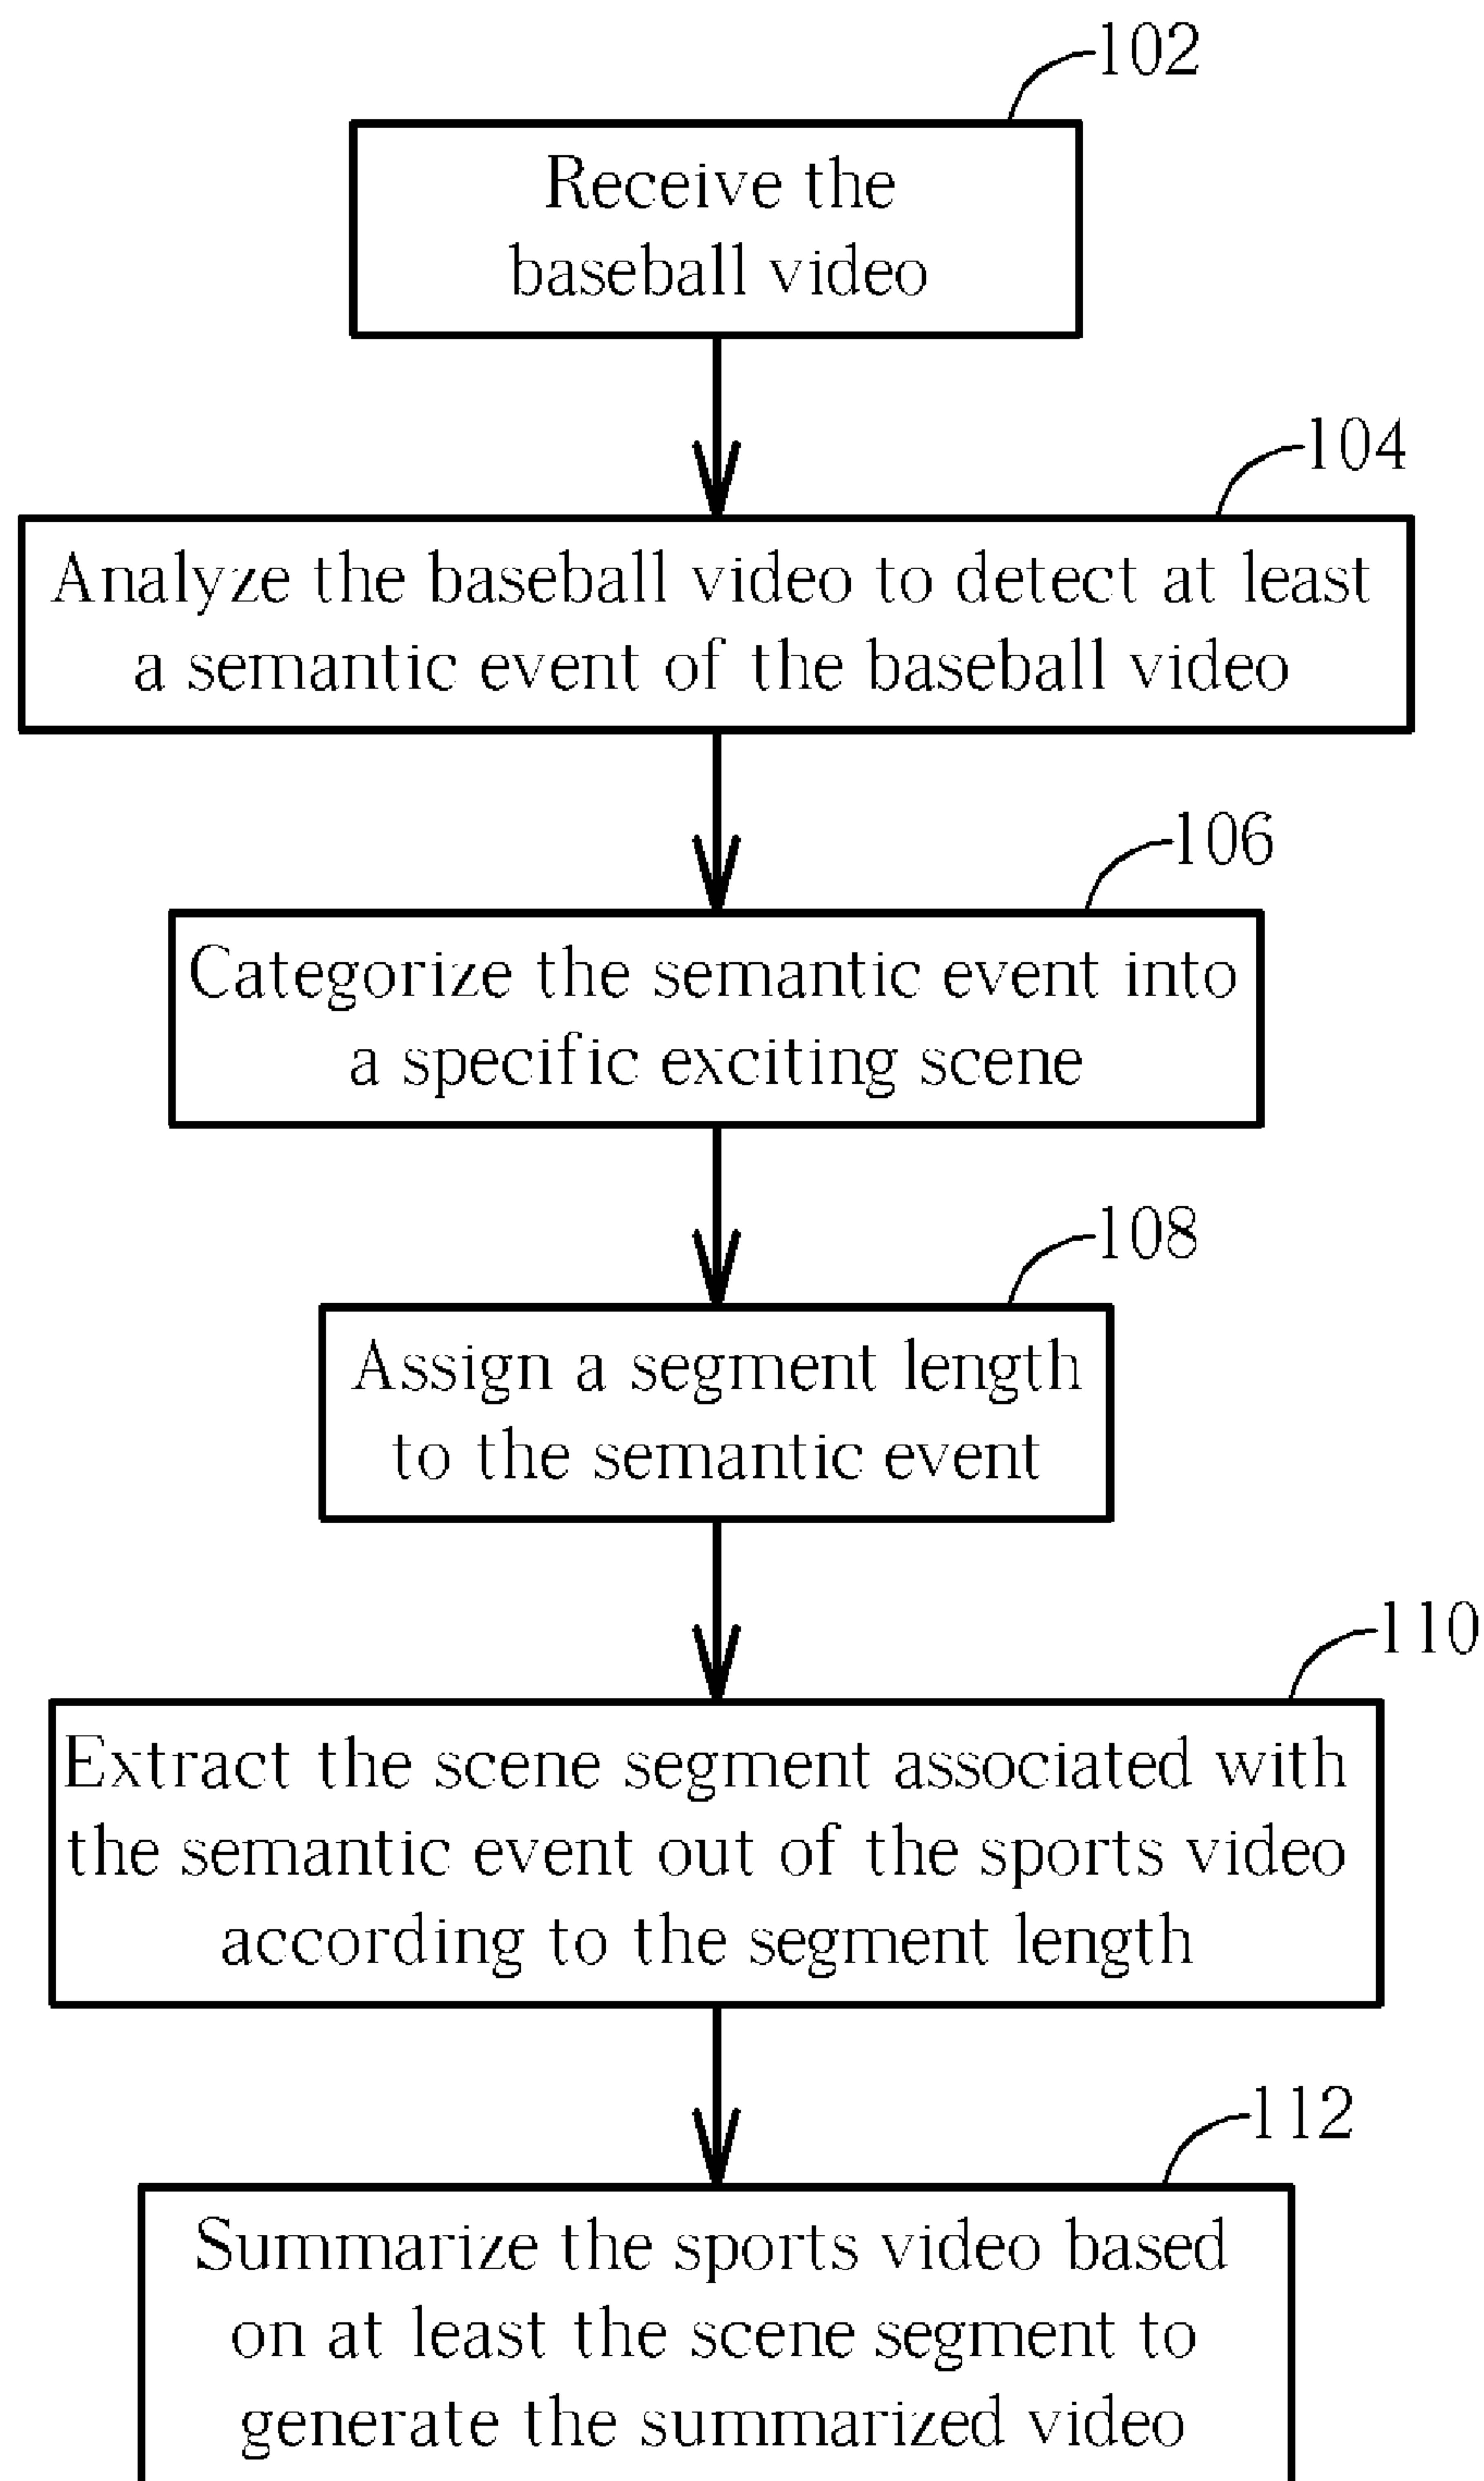 102
Receive the
baseball video
104
Analyze the baseball video to detect at least
a semantic event of the baseball video
106
Categorize the semantic event into
a specific exciting scene
108
Assign a segment length
to the semantic event
110
Extract the scene segment associated with
the semantic event out of the sports video
according to the segment length
112
Summarize the sports video based
on at least the scene segment to
generate the summarized video